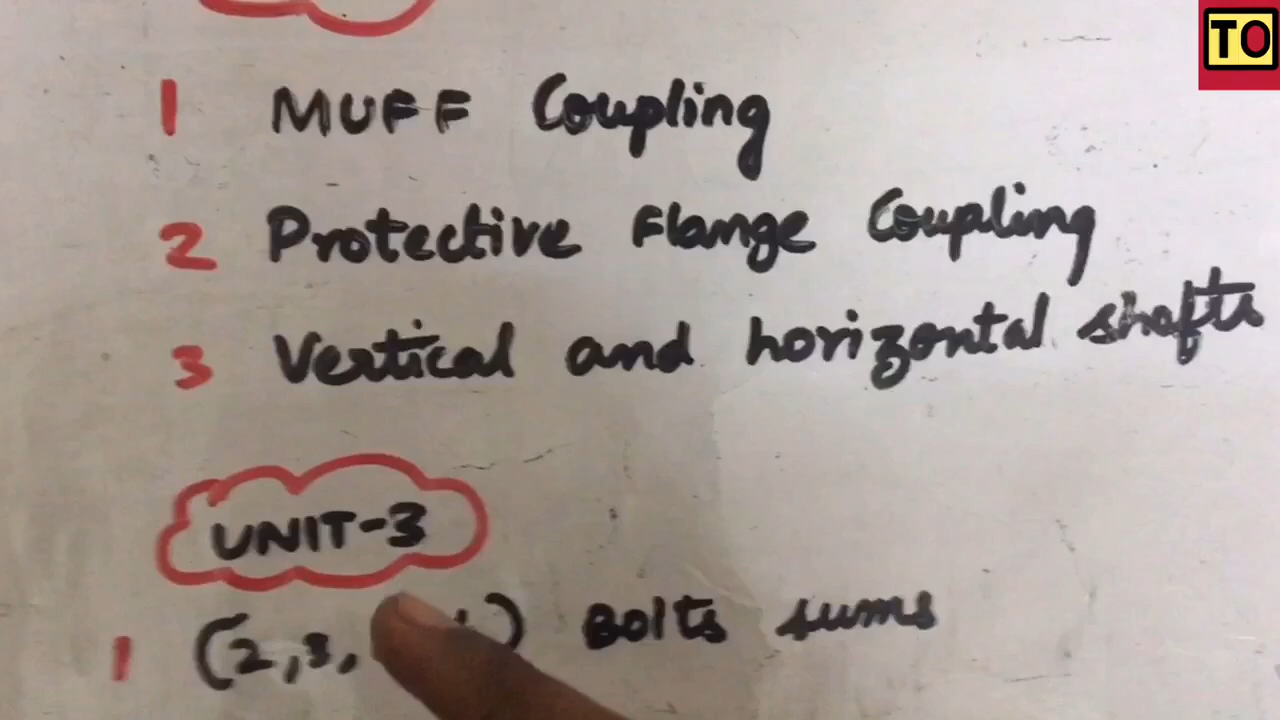 TO
1 MUFF Coupling
2 Protective Flange Coupling
3 Vertical and horizontal shafts
UNIT-3
1 (2,3, ) Bolts sums